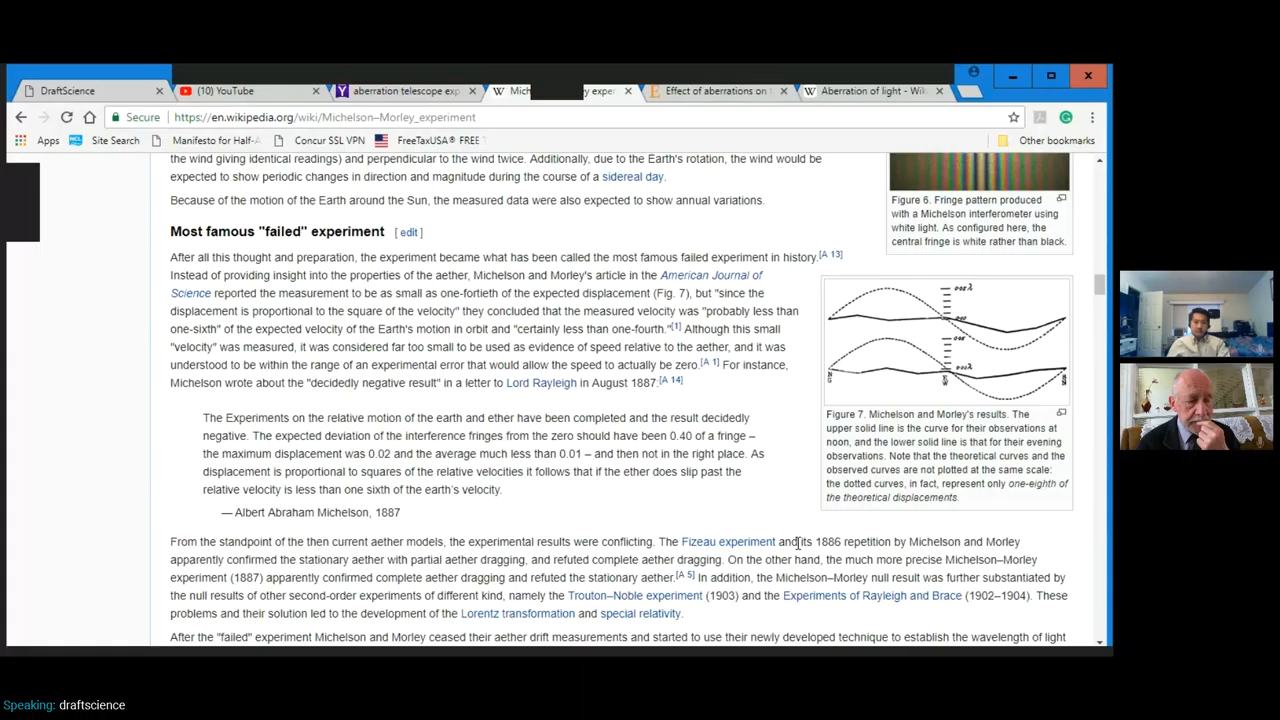 DraftScience
(10) YouTube
aberration telescope exp
Mich
y exper
Effect of aberrations on t
Aberration of light - Wiki
Secure
https://en.wikipedia.org/wiki/Michelson–Morley_experiment
Apps
Site Search
Manifesto for Half-A
Concur SSL VPN
FreeTaxUSA® FREE T
Other bookmarks
the wind giving identical readings) and perpendicular to the wind twice. Additionally, due to the Earth's rotation, the wind would be
expected to show periodic changes in direction and magnitude during the course of a sidereal day.
Because of the motion of the Earth around the Sun, the measured data were also expected to show annual variations.
Figure 6. Fringe pattern produced
with a Michelson interferometer using
white light. As configured here, the
central fringe is white rather than black.
Most famous "failed" experiment [ edit ]
After all this thought and preparation, the experiment became what has been called the most famous failed experiment in history.[A 13]
Instead of providing insight into the properties of the aether, Michelson and Morley's article in the American Journal of
Science reported the measurement to be as small as one-fortieth of the expected displacement (Fig. 7), but "since the
displacement is proportional to the square of the velocity" they concluded that the measured velocity was "probably less than
one-sixth" of the expected velocity of the Earth's motion in orbit and "certainly less than one-fourth."[1] Although this small
"velocity" was measured, it was considered far too small to be used as evidence of speed relative to the aether, and it was
understood to be within the range of an experimental error that would allow the speed to actually be zero.[A 1] For instance,
Michelson wrote about the "decidedly negative result" in a letter to Lord Rayleigh in August 1887:[A 14]
The Experiments on the relative motion of the earth and ether have been completed and the result decidedly
negative. The expected deviation of the interference fringes from the zero should have been 0.40 of a fringe –
the maximum displacement was 0.02 and the average much less than 0.01 – and then not in the right place. As
displacement is proportional to squares of the relative velocities it follows that if the ether does slip past the
relative velocity is less than one sixth of the earth's velocity.
— Albert Abraham Michelson, 1887
Figure 7. Michelson and Morley's results. The
upper solid line is the curve for their observations at
noon, and the lower solid line is that for their evening
observations. Note that the theoretical curves and the
observed curves are not plotted at the same scale:
the dotted curves, in fact, represent only one-eighth of
the theoretical displacements.
From the standpoint of the then current aether models, the experimental results were conflicting. The Fizeau experiment and its 1886 repetition by Michelson and Morley
apparently confirmed the stationary aether with partial aether dragging, and refuted complete aether dragging. On the other hand, the much more precise Michelson–Morley
experiment (1887) apparently confirmed complete aether dragging and refuted the stationary aether.[A 5] In addition, the Michelson–Morley null result was further substantiated by
the null results of other second-order experiments of different kind, namely the Trouton–Noble experiment (1903) and the Experiments of Rayleigh and Brace (1902–1904). These
problems and their solution led to the development of the Lorentz transformation and special relativity.
After the "failed" experiment Michelson and Morley ceased their aether drift measurements and started to use their newly developed technique to establish the wavelength of light
Speaking: draftscience